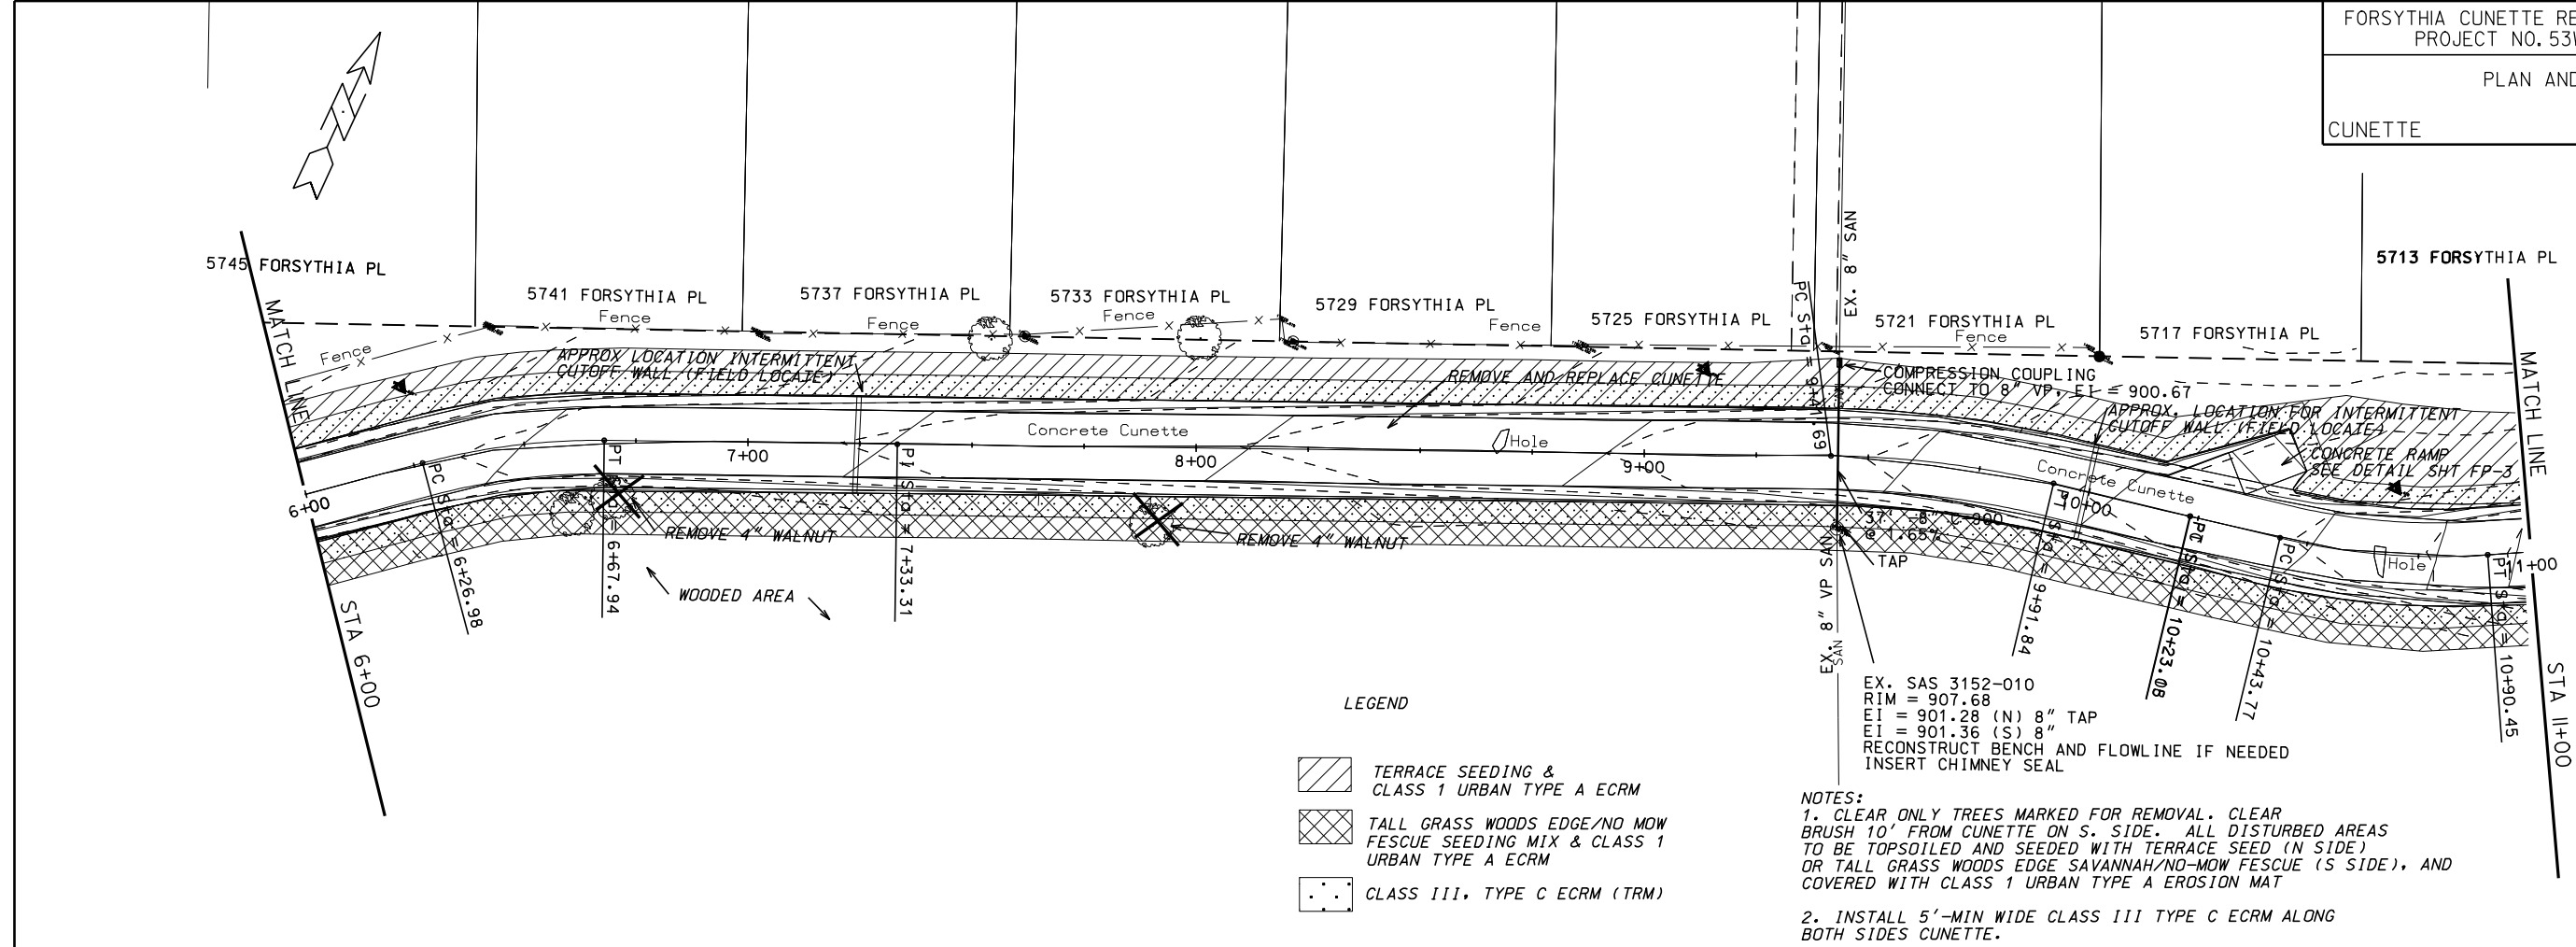 FORSYTHIA CUNETTE RE
PROJECT NO. 53W
PLAN AND
CUNETTE
N
5745 FORSYTHIA PL
5741 FORSYTHIA PL
5737 FORSYTHIA PL
5733 FORSYTHIA PL
5729 FORSYTHIA PL
5725 FORSYTHIA PL
5721 FORSYTHIA PL
5717 FORSYTHIA PL
5713 FORSYTHIA PL
EX. 8" SAN
MATCH LINE
Fence
Fence
Fence
Fence
Fence
Fence
MATCH LINE
APPROX LOCATION INTERMITTENT
CUTOFF WALL (FIELD LOCATE)
REMOVE AND REPLACE CUNETTE
PC Sta = 9+41.69
COMPRESSION COUPLING
CONNECT TO 8" VP, EI = 900.67
APPROX. LOCATION FOR INTERMITTENT
CUTOFF WALL (FIELD LOCATE)
CONCRETE RAMP
SEE DETAIL SHT FP-3
Concrete Cunette
Hole
Concrete Cunette
Hole
6+00
7+00
8+00
9+00
10+00
11+00
PC Sta = 6+26.98
PT Sta = 6+67.94
PI Sta = 7+33.31
REMOVE 4" WALNUT
REMOVE 4" WALNUT
WOODED AREA
37' - 8" C-900
@ 1.65%
TAP
EX. 8" VP SAN
SAN
PT Sta = 9+91.84
PI Sta = 10+23.08
PC Sta = 10+43.77
PT Sta = 10+90.45
STA 6+00
STA 11+00
EX. SAS 3152-010
RIM = 907.68
EI = 901.28 (N) 8" TAP
EI = 901.36 (S) 8"
RECONSTRUCT BENCH AND FLOWLINE IF NEEDED
INSERT CHIMNEY SEAL
LEGEND
TERRACE SEEDING &
CLASS 1 URBAN TYPE A ECRM
TALL GRASS WOODS EDGE/NO MOW
FESCUE SEEDING MIX & CLASS 1
URBAN TYPE A ECRM
CLASS III, TYPE C ECRM (TRM)
NOTES:
1. CLEAR ONLY TREES MARKED FOR REMOVAL. CLEAR
BRUSH 10' FROM CUNETTE ON S. SIDE. ALL DISTURBED AREAS
TO BE TOPSOILED AND SEEDED WITH TERRACE SEED (N SIDE)
OR TALL GRASS WOODS EDGE SAVANNAH/NO-MOW FESCUE (S SIDE), AND
COVERED WITH CLASS 1 URBAN TYPE A EROSION MAT
2. INSTALL 5'-MIN WIDE CLASS III TYPE C ECRM ALONG
BOTH SIDES CUNETTE.